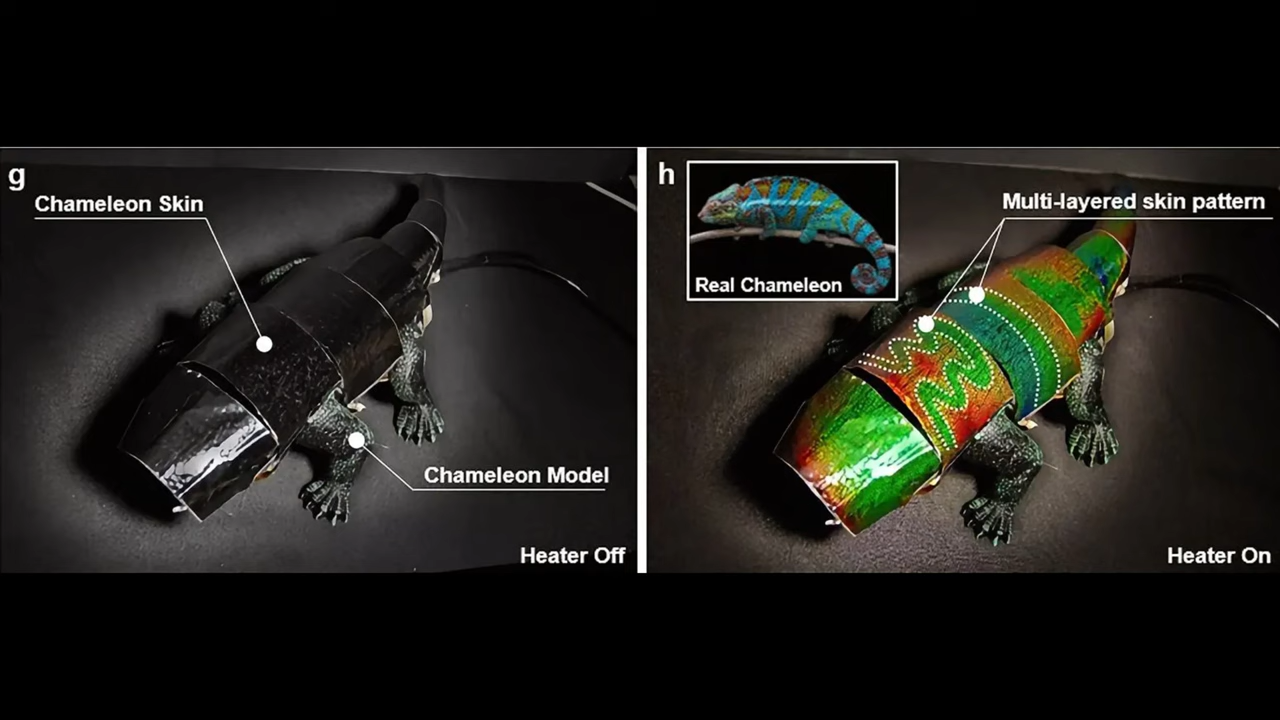 g
Chameleon Skin
Chameleon Model
Heater Off
h
Real Chameleon
Multi-layered skin pattern
Heater On